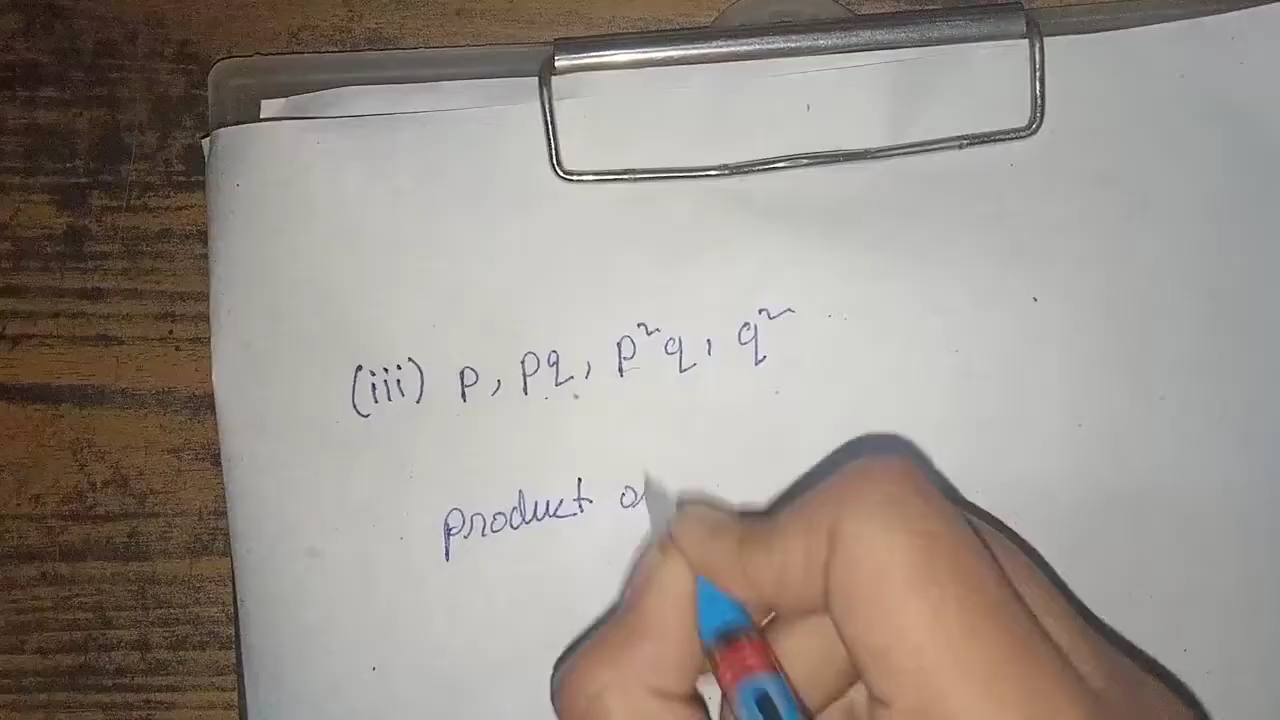 (iii) p, pq, p²q, q²
product